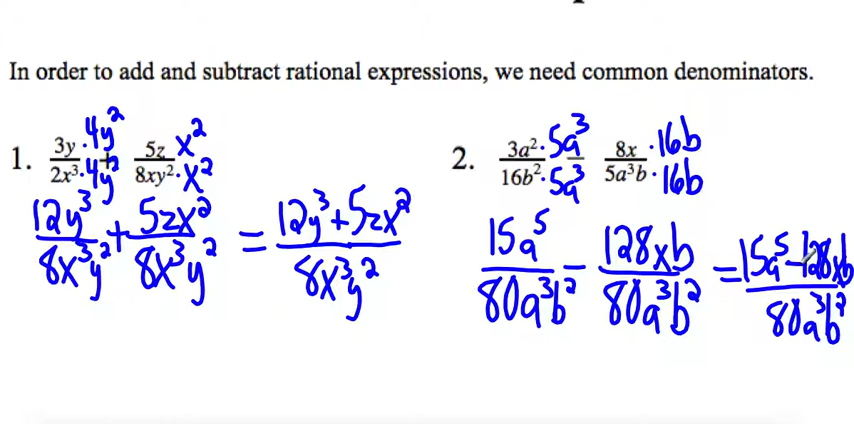 In order to add and subtract rational expressions, we need common denominators.
1. 3y/2x³ · 4y²/4y² + 5z/8xy² · x²/x²
12y³/8x³y² + 5zx²/8x³y² = (12y³+5zx²)/8x³y²
2. 3a²/16b² · 5a³/5a³ − 8x/5a³b · 16b/16b
15a⁵/80a³b² − 128xb/80a³b² = (15a⁵−128xb)/80a³b²